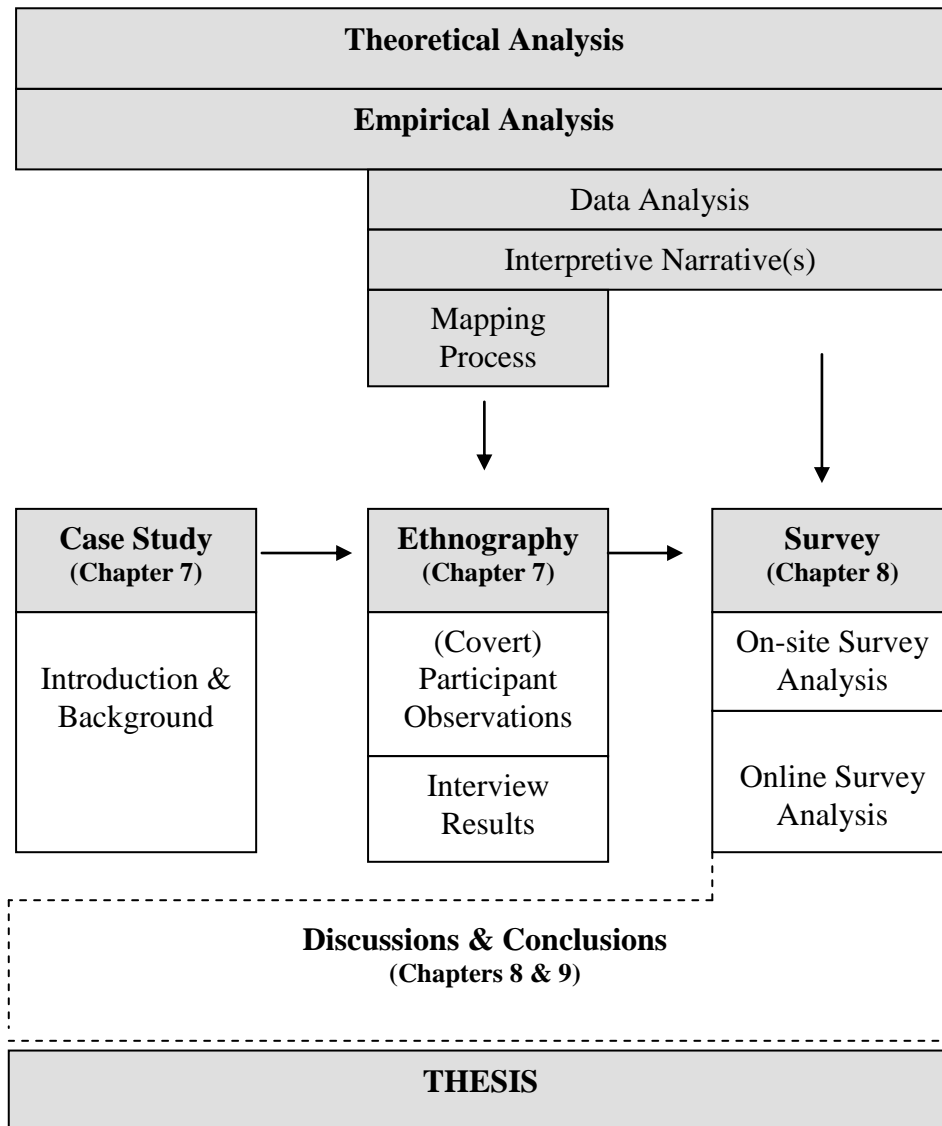 Theoretical Analysis
Empirical Analysis
Data Analysis
Interpretive Narrative(s)
Mapping
Process
Case Study
(Chapter 7)
Introduction &
Background
Ethnography
(Chapter 7)
(Covert)
Participant
Observations
Interview
Results
Survey
(Chapter 8)
On-site Survey
Analysis
Online Survey
Analysis
Discussions & Conclusions
(Chapters 8 & 9)
THESIS